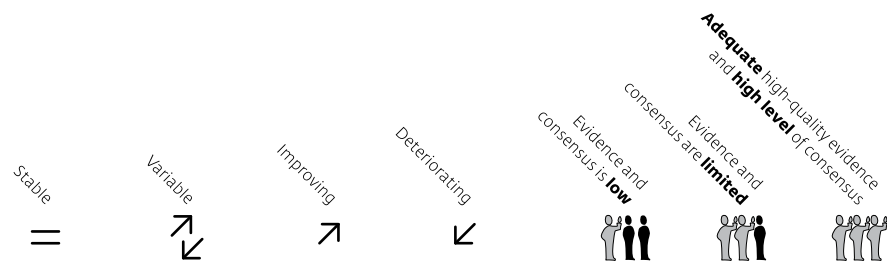 Stable
Variable
Improving
Deteriorating
Evidence and
consensus is low
Evidence and
consensus are limited
Adequate high-quality evidence
and high level of consensus